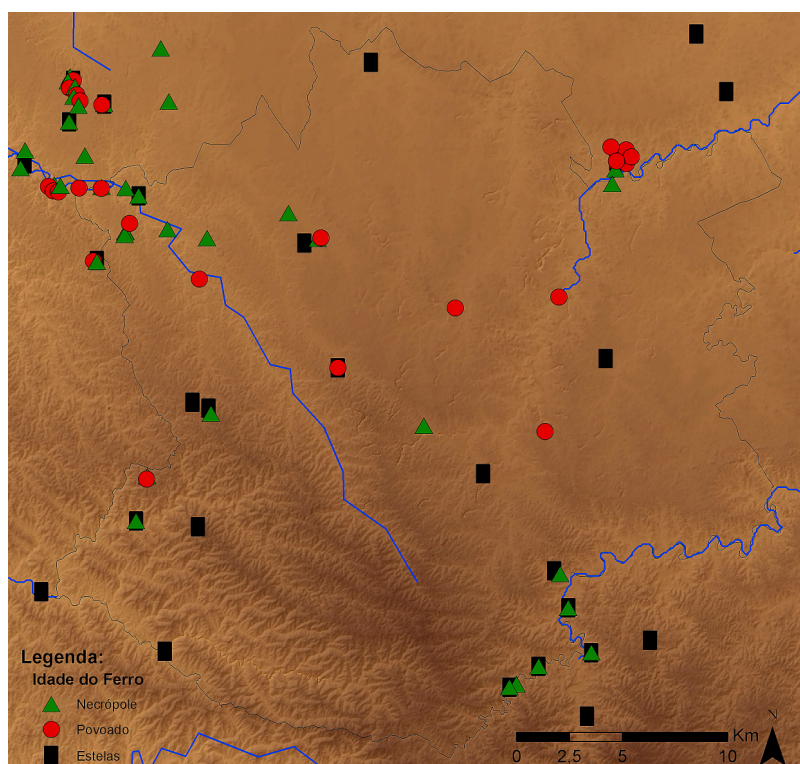 Legenda:
Idade do Ferro
Necrópole
Povoado
Estelas
N
Km
0 2,5 5 10